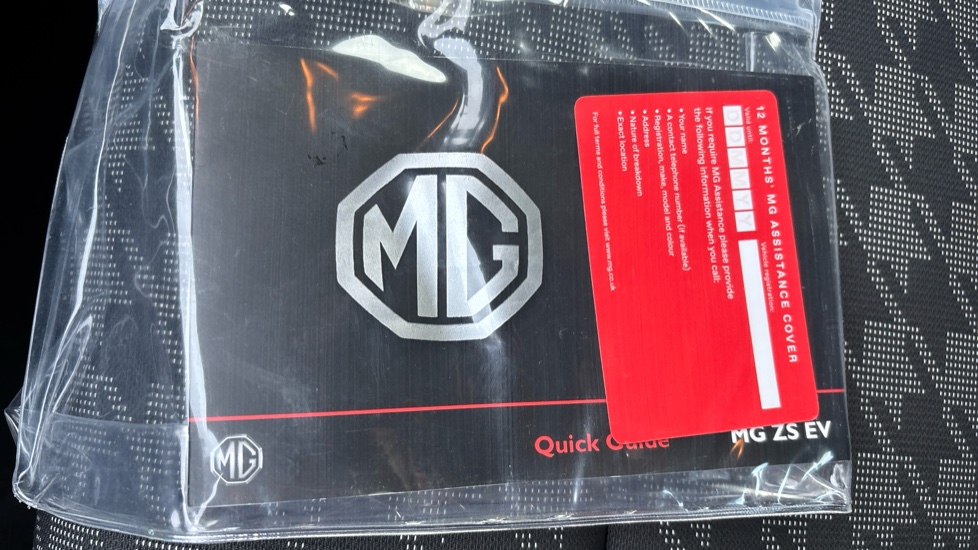 MG
MG
Quick Guide
MG ZS EV
12 MONTHS' MG ASSISTANCE COVER
Valid until:
Vehicle registration:
D D M M Y Y
If you require MG Assistance please provide
the following information when you call:
• Your name
• A contact telephone number (if available)
• Registration, make, model and colour
• Address
• Nature of breakdown
• Exact location
For full terms and conditions please visit www.mg.co.uk